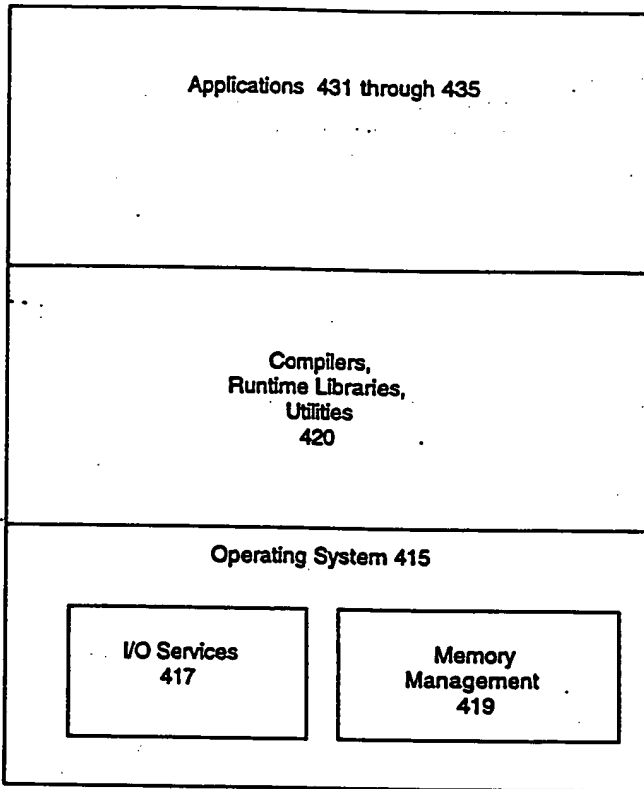 Applications 431 through 435
Compilers,
Runtime Libraries,
Utilities
420
Operating System 415
I/O Services
417
Memory
Management
419